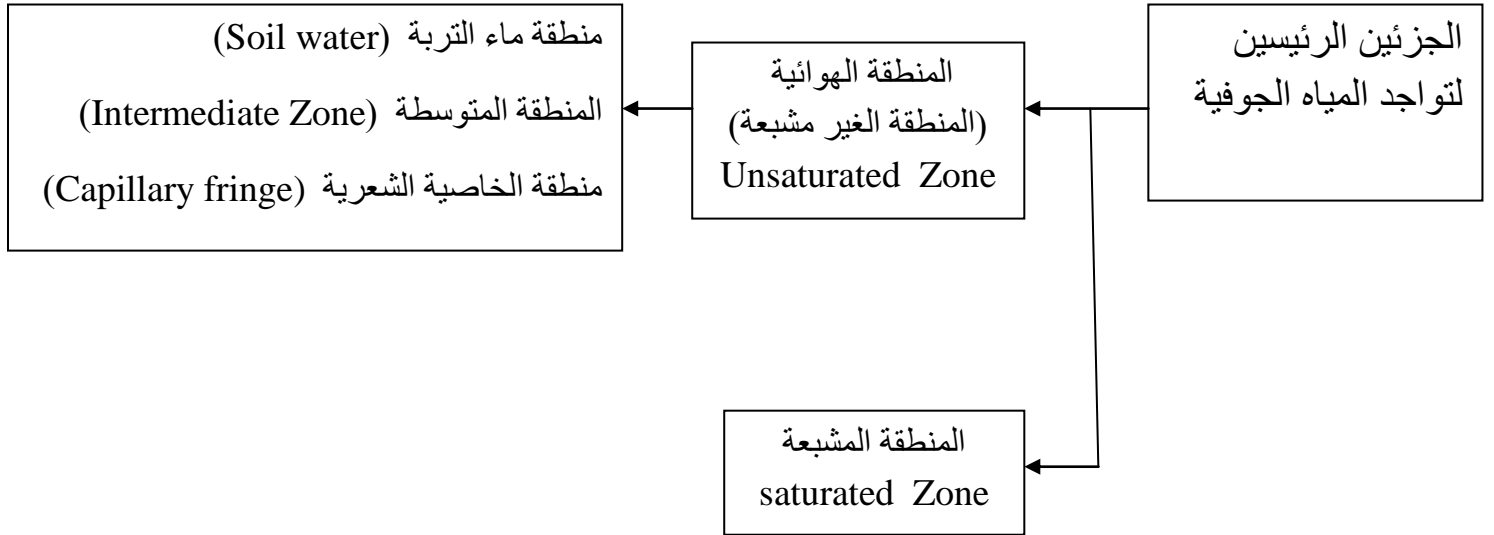 الجزئين الرئيسين
لتواجد المياه الجوفية
المنطقة الهوائية
(المنطقة الغير مشبعة)
Unsaturated Zone
منطقة ماء التربة (Soil water)
المنطقة المتوسطة (Intermediate Zone)
منطقة الخاصية الشعرية (Capillary fringe)
المنطقة المشبعة
saturated Zone